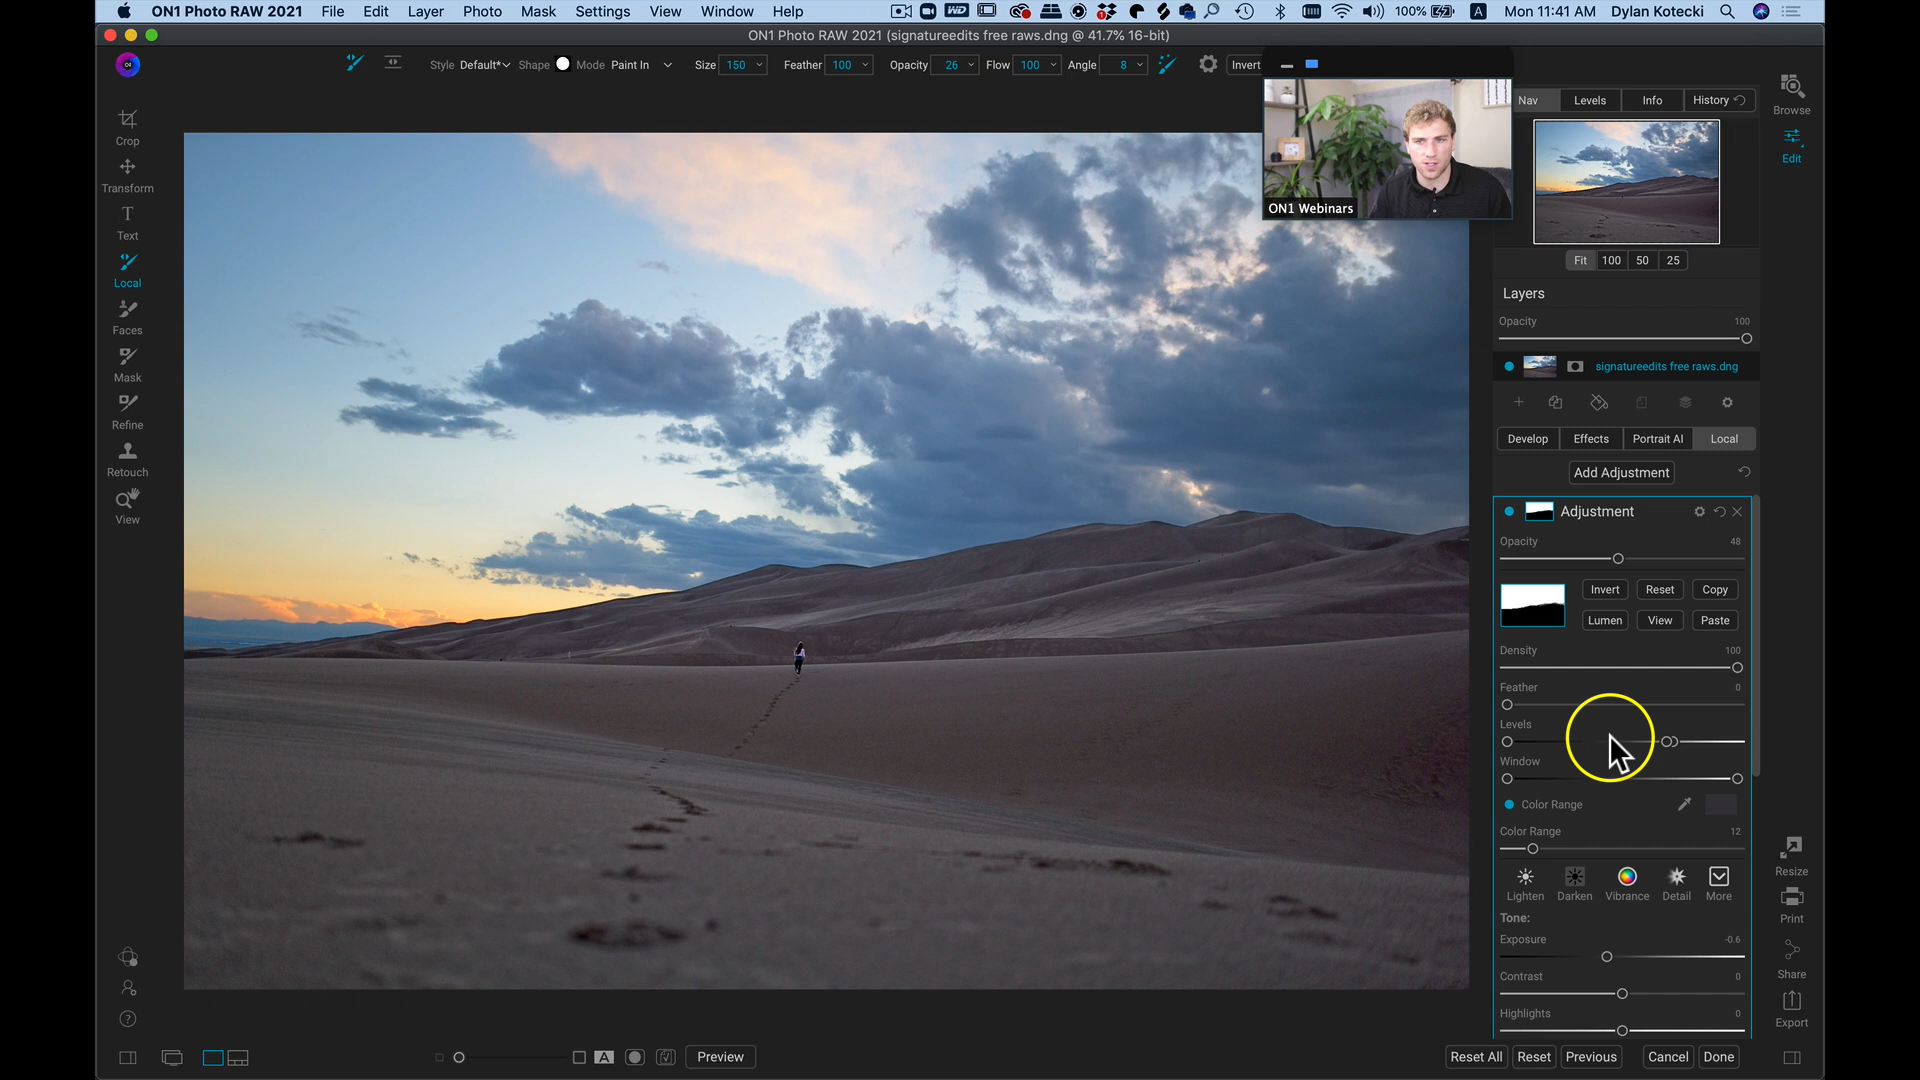 ON1 Photo RAW 2021 File Edit Layer Photo Mask Settings View Window Help 100% A Mon 11:41 AM Dylan Kotecki
ON1 Photo RAW 2021 (signatureedits free raws.dng @ 41.7% 16-bit)
Style Default* Shape Mode Paint In Size 150 Feather 100 Opacity 26 Flow 100 Angle 8 Invert
Crop
Transform
Text
Local
Faces
Mask
Refine
Retouch
View
ON1 Webinars
Nav Levels Info History
Browse
Edit
Fit 100 50 25
Layers
Opacity 100
signatureedits free raws.dng
Develop Effects Portrait AI Local
Add Adjustment
Adjustment
Opacity 48
Invert Reset Copy
Lumen View Paste
Density 100
Feather 0
Levels
Window
Color Range
Color Range 12
Lighten Darken Vibrance Detail More
Tone:
Exposure -0.6
Contrast 0
Highlights 0
Resize
Print
Share
Export
A Preview Reset All Reset Previous Cancel Done